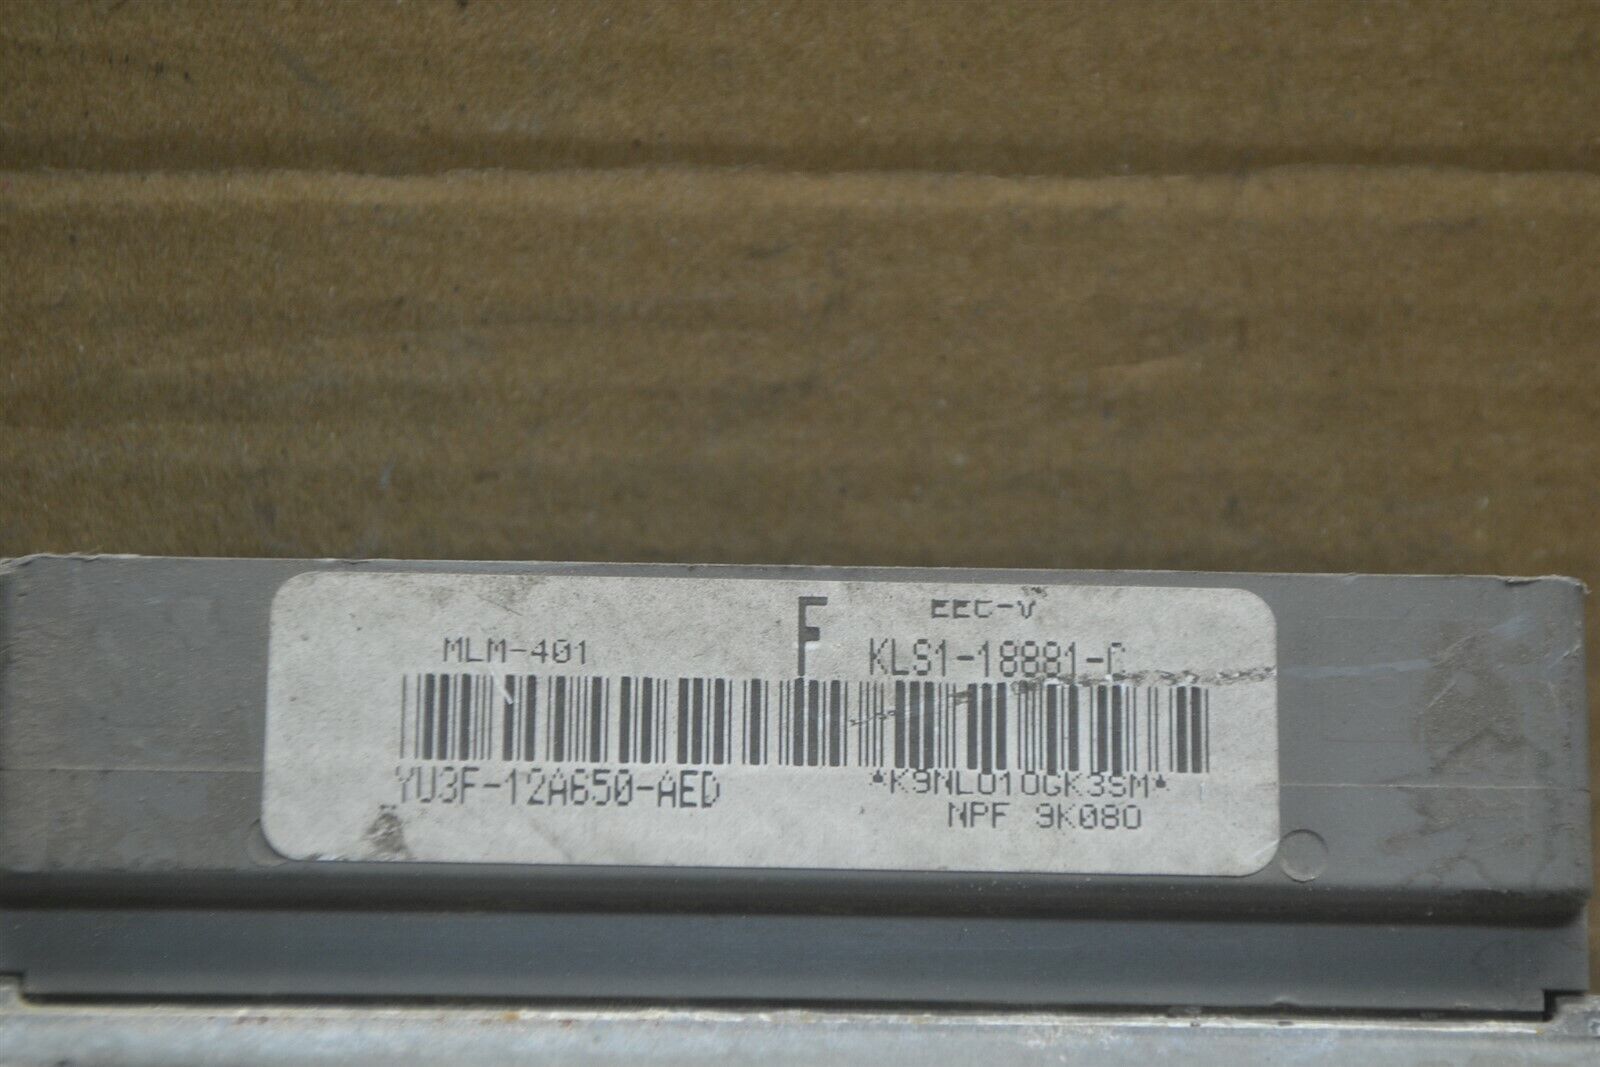 F EEC-V
MLM-401 KLS1-18881-C
YU3F-12A650-AED *K9NL010GK3SM*
NPF 9K080